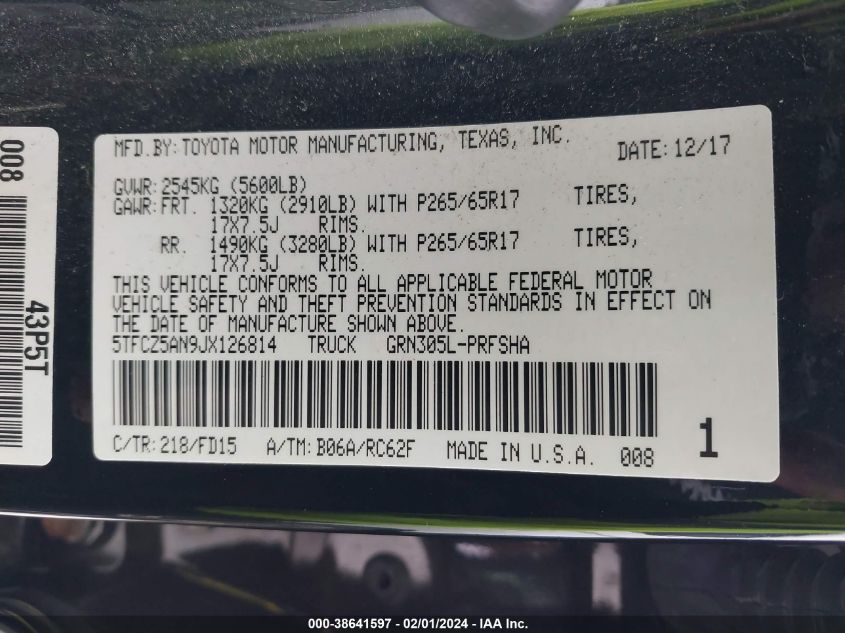 MFD.BY:TOYOTA MOTOR MANUFACTURING, TEXAS, INC. DATE:12/17
GVWR:2545KG (5600LB)
GAWR:FRT. 1320KG (2910LB) WITH P265/65R17 TIRES,
17X7.5J RIMS.
RR. 1490KG (3280LB) WITH P265/65R17 TIRES,
17X7.5J RIMS.
THIS VEHICLE CONFORMS TO ALL APPLICABLE FEDERAL MOTOR
VEHICLE SAFETY AND THEFT PREVENTION STANDARDS IN EFFECT ON
THE DATE OF MANUFACTURE SHOWN ABOVE.
5TFCZ5AN9JX126814 TRUCK GRN305L-PRFSHA
C/TR:218/FD15 A/TM:B06A/RC62F MADE IN U.S.A. 008
1
008
43P5T
000-38641597 - 02/01/2024 - IAA Inc.